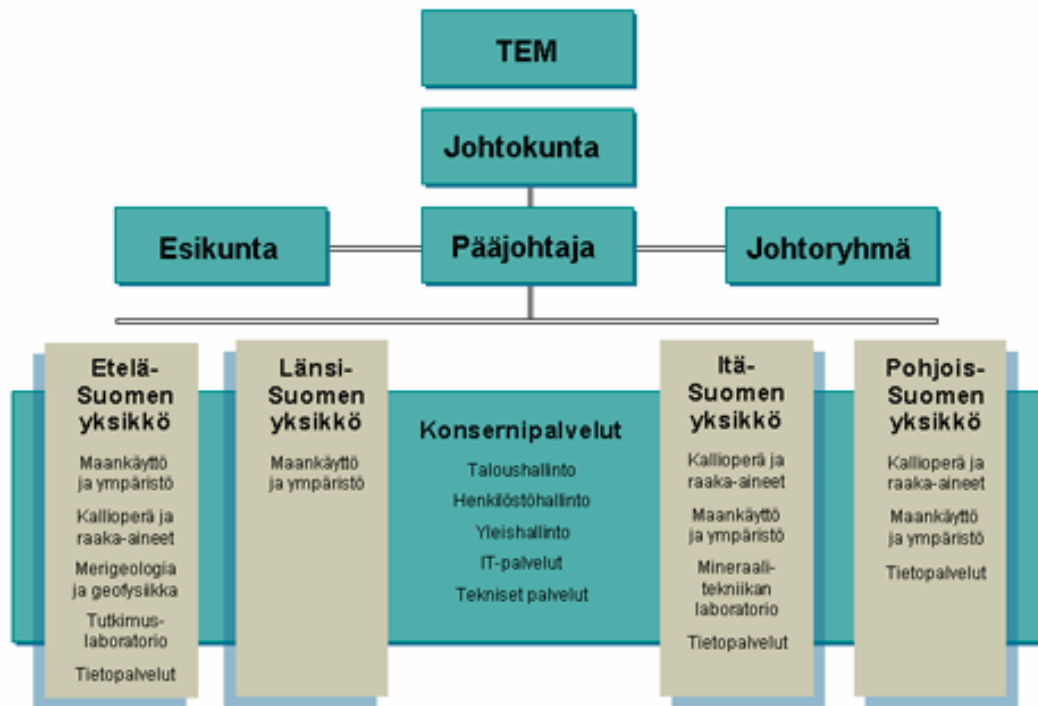 TEM
Johtokunta
Esikunta
Pääjohtaja
Johtoryhmä
Etelä-
Suomen
yksikkö
Maankäyttö
ja ympäristö
Kallioperä ja
raaka-aineet
Merigeologia
ja geofysiikka
Tutkimus-
laboratorio
Tietopalvelut
Länsi-
Suomen
yksikkö
Maankäyttö
ja ympäristö
Konsernipalvelut
Taloushallinto
Henkilöstöhallinto
Yleishallinto
IT-palvelut
Tekniset palvelut
Itä-
Suomen
yksikkö
Kallioperä ja
raaka-aineet
Maankäyttö
ja ympäristö
Mineraali-
tekniikan
laboratorio
Tietopalvelut
Pohjois-
Suomen
yksikkö
Kallioperä ja
raaka-aineet
Maankäyttö
ja ympäristö
Tietopalvelut